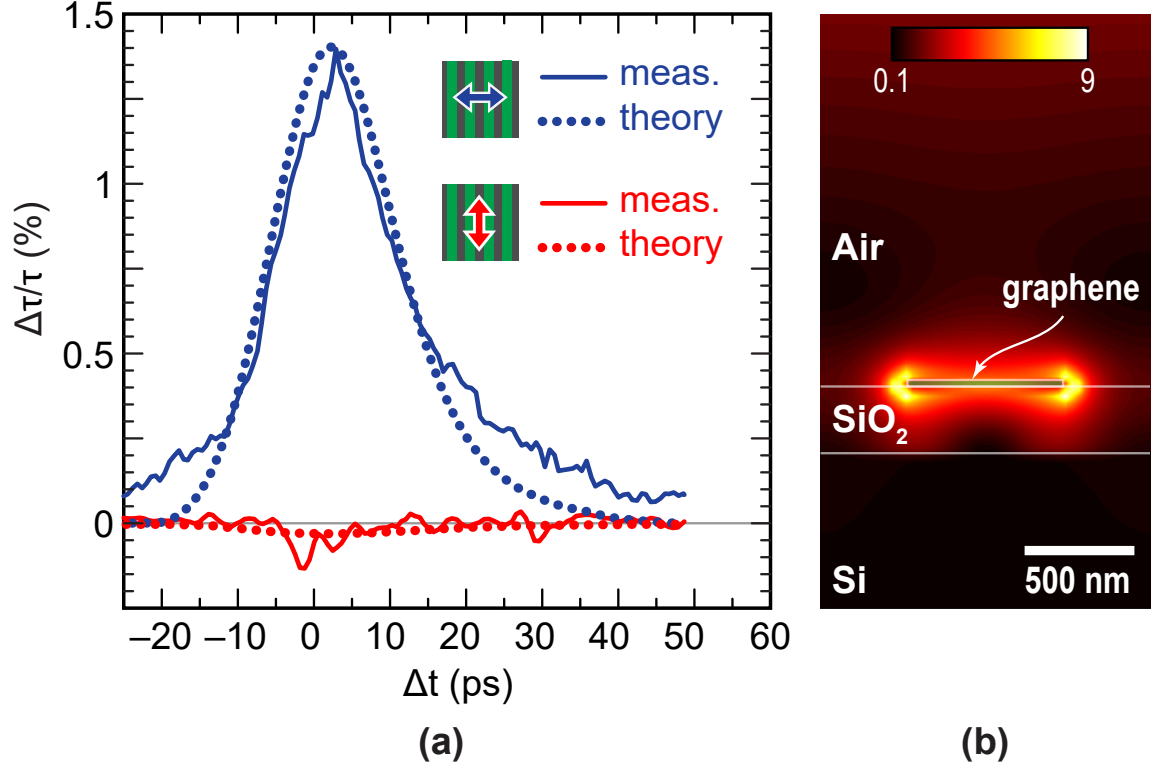 1.5
1
0.5
0
Δτ/τ (%)
meas.
theory
meas.
theory
–20 –10 0 10 20 30 40 50 60
Δt (ps)
(a)
0.1 9
Air
graphene
SiO₂
Si
500 nm
(b)